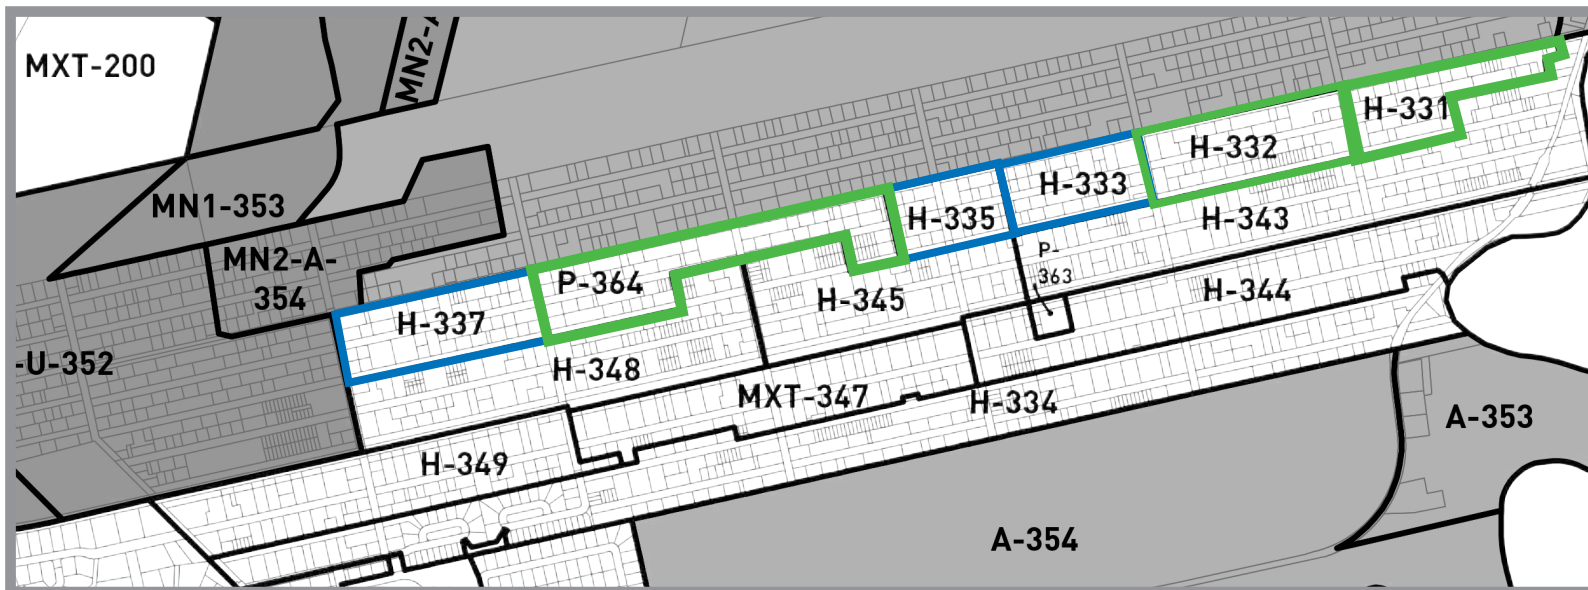 MXT-200
MN2-A
H-331
H-332
H-333
MN1-353
H-335
H-343
MN2-A-
354
P-
363
P-364
H-345
H-344
H-337
-U-352
H-348
MXT-347
H-334
A-353
H-349
A-354